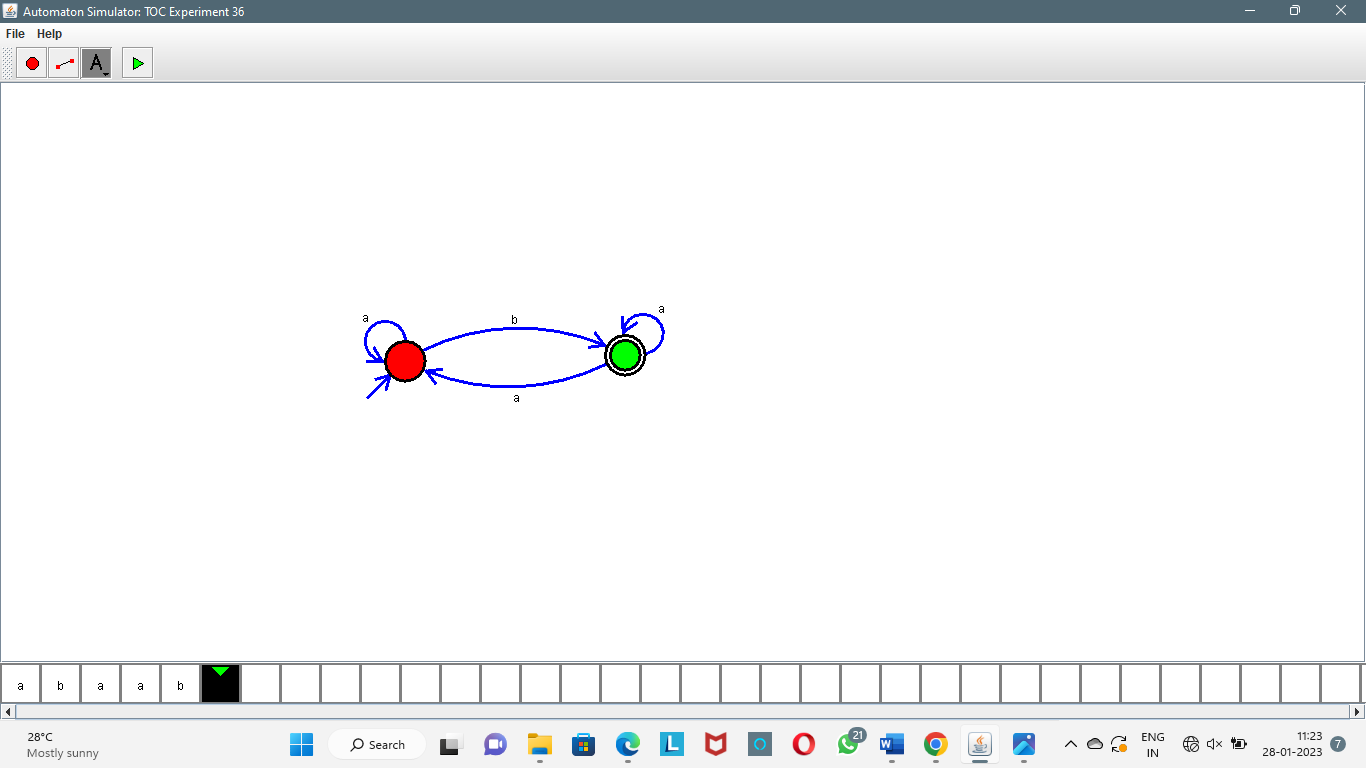 Automaton Simulator: TOC Experiment 36
File Help
A
a
b
a
a
a b a a b
28°C
Mostly sunny
Search
L
21
W
ENG
IN
11:23
28-01-2023
7